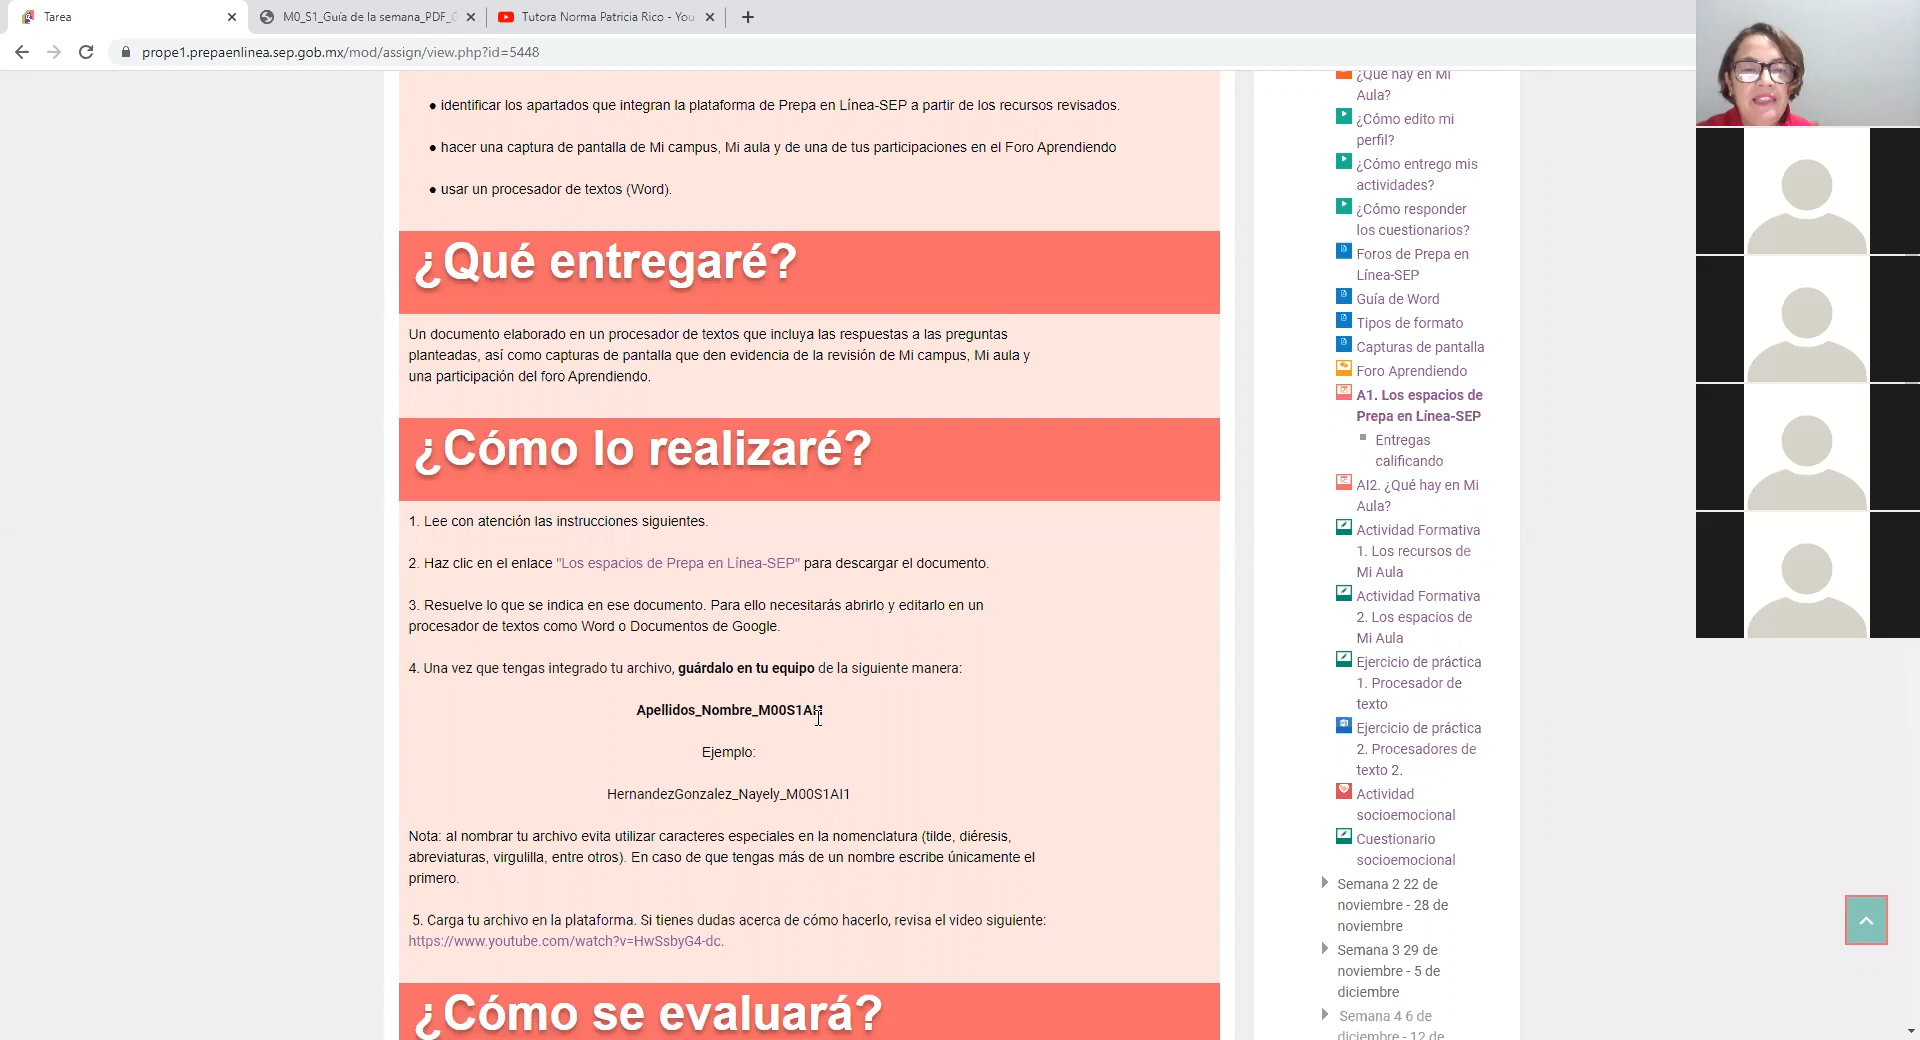 Tarea
M0_S1_Guía de la semana_PDF_G
Tutora Norma Patricia Rico - You
prope1.prepaenlinea.sep.gob.mx/mod/assign/view.php?id=5448
● identificar los apartados que integran la plataforma de Prepa en Línea-SEP a partir de los recursos revisados.
● hacer una captura de pantalla de Mi campus, Mi aula y de una de tus participaciones en el Foro Aprendiendo
● usar un procesador de textos (Word).
¿Qué entregaré?
Un documento elaborado en un procesador de textos que incluya las respuestas a las preguntas
planteadas, así como capturas de pantalla que den evidencia de la revisión de Mi campus, Mi aula y
una participación del foro Aprendiendo.
¿Cómo lo realizaré?
1. Lee con atención las instrucciones siguientes.
2. Haz clic en el enlace "Los espacios de Prepa en Línea-SEP" para descargar el documento.
3. Resuelve lo que se indica en ese documento. Para ello necesitarás abrirlo y editarlo en un
procesador de textos como Word o Documentos de Google.
4. Una vez que tengas integrado tu archivo, guárdalo en tu equipo de la siguiente manera:
Apellidos_Nombre_M00S1AI1
Ejemplo:
HernandezGonzalez_Nayely_M00S1AI1
Nota: al nombrar tu archivo evita utilizar caracteres especiales en la nomenclatura (tilde, diéresis,
abreviaturas, virgulilla, entre otros). En caso de que tengas más de un nombre escribe únicamente el
primero.
5. Carga tu archivo en la plataforma. Si tienes dudas acerca de cómo hacerlo, revisa el video siguiente:
https://www.youtube.com/watch?v=HwSsbyG4-dc.
¿Cómo se evaluará?
¿Qué hay en Mi
Aula?
¿Cómo edito mi
perfil?
¿Cómo entrego mis
actividades?
¿Cómo responder
los cuestionarios?
Foros de Prepa en
Línea-SEP
Guía de Word
Tipos de formato
Capturas de pantalla
Foro Aprendiendo
A1. Los espacios de
Prepa en Línea-SEP
Entregas
calificando
AI2. ¿Qué hay en Mi
Aula?
Actividad Formativa
1. Los recursos de
Mi Aula
Actividad Formativa
2. Los espacios de
Mi Aula
Ejercicio de práctica
1. Procesador de
texto
Ejercicio de práctica
2. Procesadores de
texto 2.
Actividad
socioemocional
Cuestionario
socioemocional
Semana 2 22 de
noviembre - 28 de
noviembre
Semana 3 29 de
noviembre - 5 de
diciembre
Semana 4 6 de
diciembre - 12 de